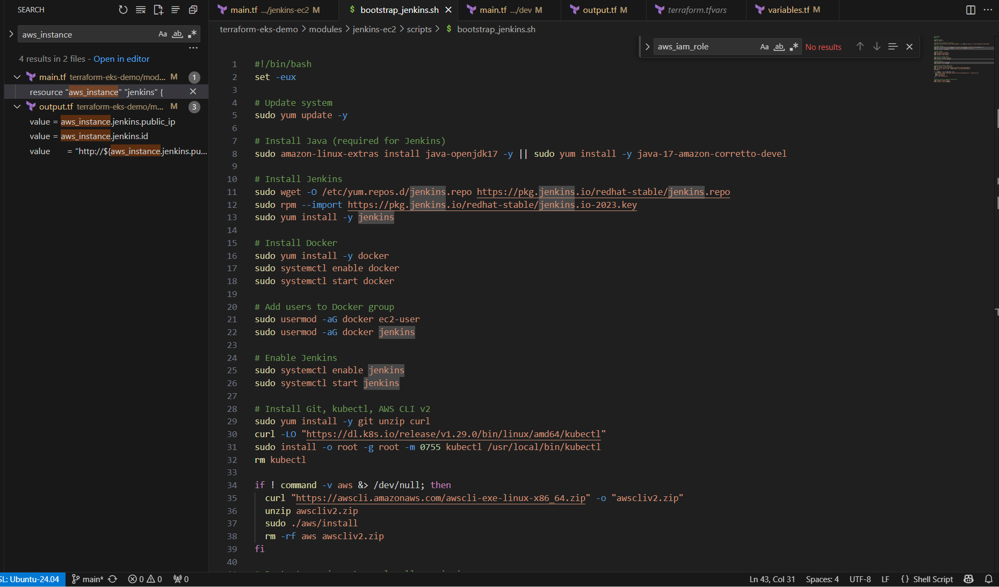 SEARCH
aws_instance
Aa ab .*
4 results in 2 files - Open in editor
main.tf terraform-eks-demo/mod... M 1
resource "aws_instance" "jenkins" {
output.tf terraform-eks-demo/m... M 3
value = aws_instance.jenkins.public_ip
value = aws_instance.jenkins.id
value = "http://${aws_instance.jenkins.pu...
main.tf .../jenkins-ec2 M
$ bootstrap_jenkins.sh
main.tf .../dev M
output.tf M
terraform.tfvars
variables.tf M
terraform-eks-demo > modules > jenkins-ec2 > scripts > $ bootstrap_jenkins.sh
aws_iam_role Aa ab .* No results
1 #!/bin/bash
2 set -eux
3
4 # Update system
5 sudo yum update -y
6
7 # Install Java (required for Jenkins)
8 sudo amazon-linux-extras install java-openjdk17 -y || sudo yum install -y java-17-amazon-corretto-devel
9
10 # Install Jenkins
11 sudo wget -O /etc/yum.repos.d/jenkins.repo https://pkg.jenkins.io/redhat-stable/jenkins.repo
12 sudo rpm --import https://pkg.jenkins.io/redhat-stable/jenkins.io-2023.key
13 sudo yum install -y jenkins
14
15 # Install Docker
16 sudo yum install -y docker
17 sudo systemctl enable docker
18 sudo systemctl start docker
19
20 # Add users to Docker group
21 sudo usermod -aG docker ec2-user
22 sudo usermod -aG docker jenkins
23
24 # Enable Jenkins
25 sudo systemctl enable jenkins
26 sudo systemctl start jenkins
27
28 # Install Git, kubectl, AWS CLI v2
29 sudo yum install -y git unzip curl
30 curl -LO "https://dl.k8s.io/release/v1.29.0/bin/linux/amd64/kubectl"
31 sudo install -o root -g root -m 0755 kubectl /usr/local/bin/kubectl
32 rm kubectl
33
34 if ! command -v aws &> /dev/null; then
35 curl "https://awscli.amazonaws.com/awscli-exe-linux-x86_64.zip" -o "awscliv2.zip"
36 unzip awscliv2.zip
37 sudo ./aws/install
38 rm -rf aws awscliv2.zip
39 fi
40
SL: Ubuntu-24.04 main* 0 0 0 Ln 43, Col 31 Spaces: 4 UTF-8 LF {} Shell Script